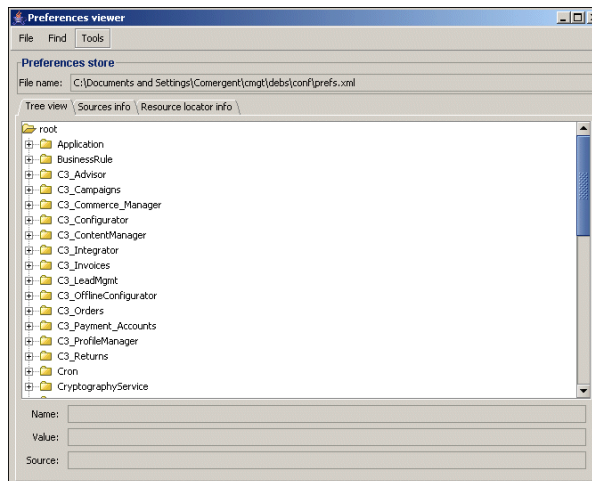 Preferences viewer
File Find Tools
Preferences store
File name: C:\Documents and Settings\Comergent\cmgt\debs\conf\prefs.xml
Tree view Sources info Resource locator info
root
Application
BusinessRule
C3_Advisor
C3_Campaigns
C3_Commerce_Manager
C3_Configurator
C3_ContentManager
C3_Integrator
C3_Invoices
C3_LeadMgmt
C3_OfflineConfigurator
C3_Orders
C3_Payment_Accounts
C3_ProfileManager
C3_Returns
Cron
CryptographyService
Name:
Value:
Source: